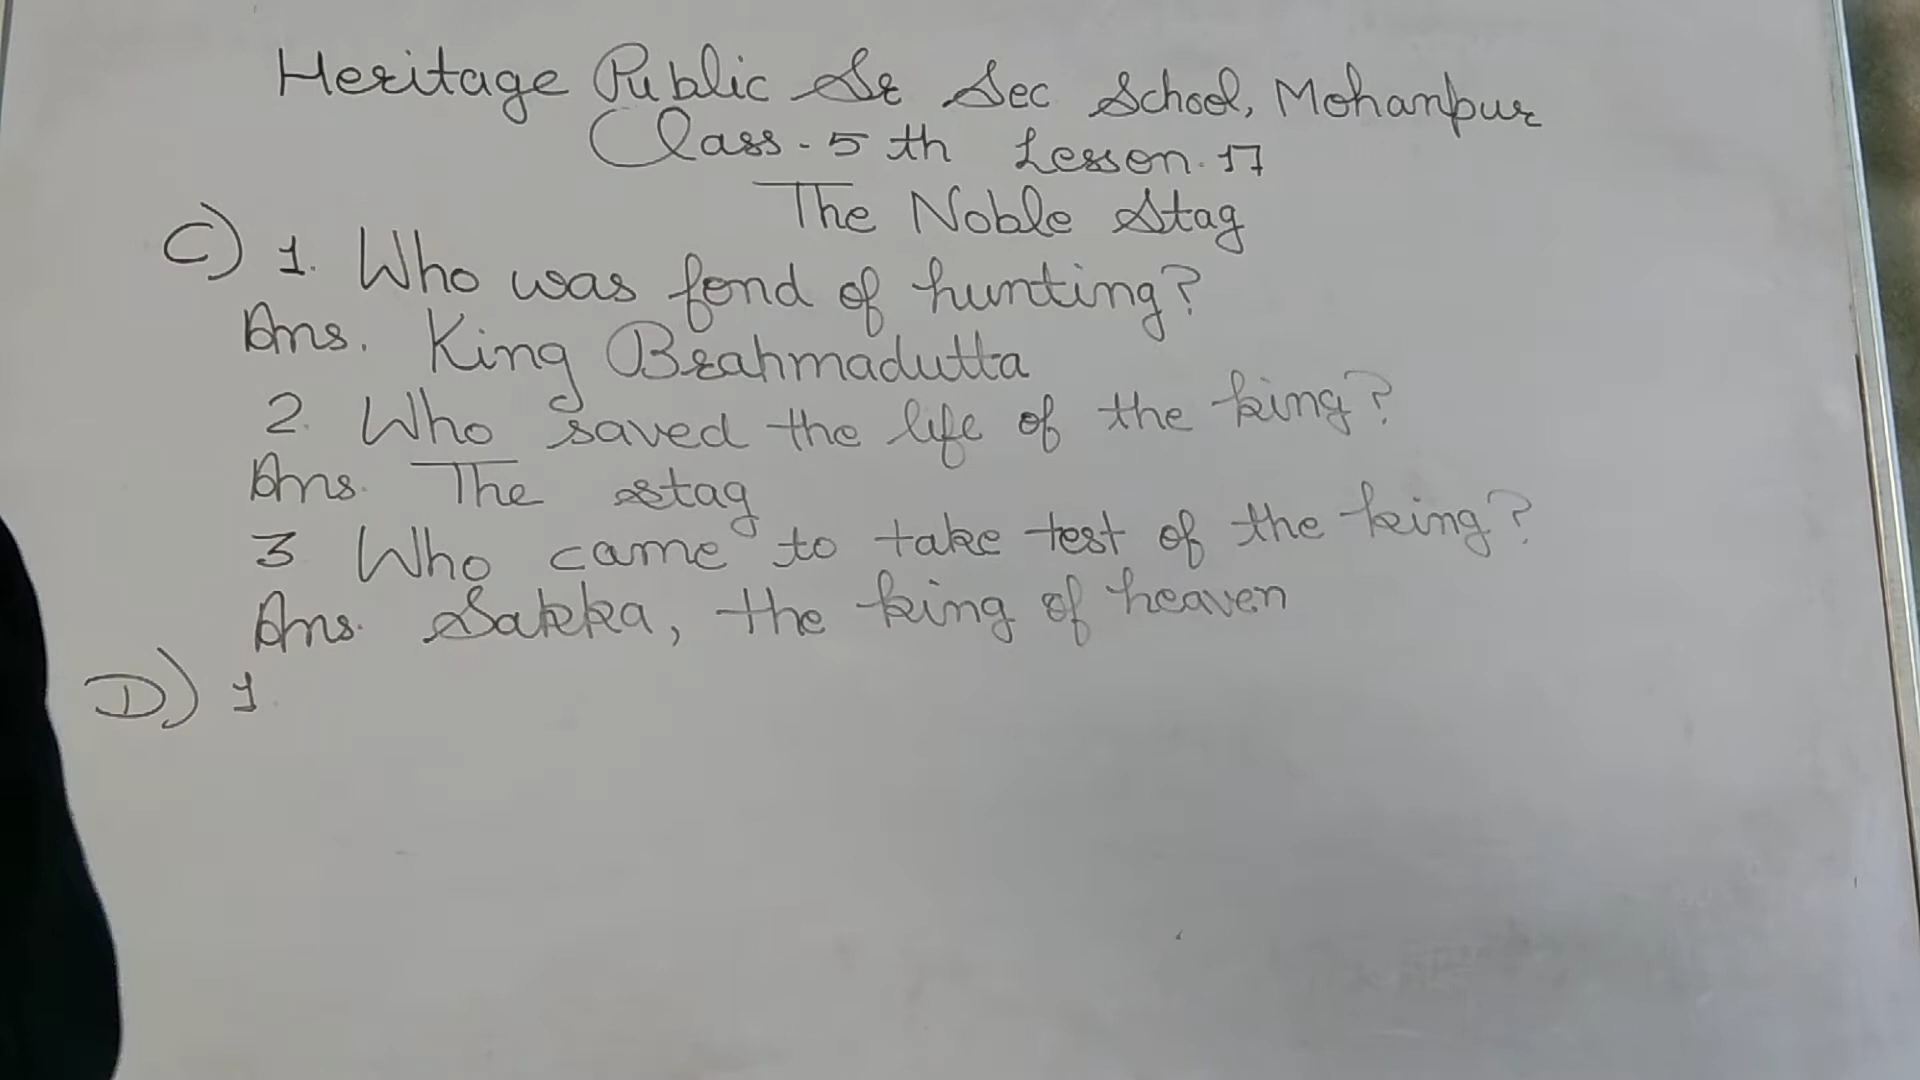 Heritage Public Sr Sec School, Mohanpur
Class - 5 th Lesson. 17
The Noble Stag
C) 1. Who was fond of hunting?
Ans. King Brahmadutta
2. Who saved the life of the king?
Ans. The stag
3 Who came to take test of the king?
Ans. Sakka, the king of heaven
D) 1.